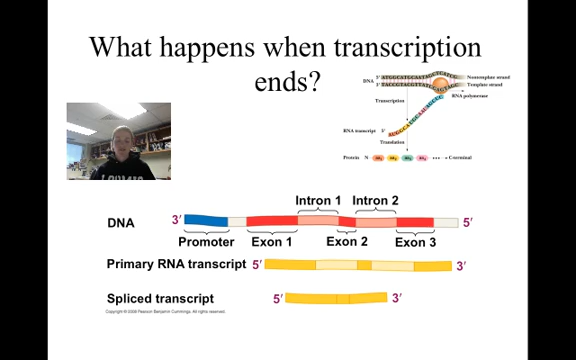 What happens when transcription
ends?
DNA
Nontemplate strand
Template strand
RNA polymerase
Transcription
RNA transcript 5'
Translation
Protein N
C-terminal
Intron 1 Intron 2
DNA 3' 5'
Promoter Exon 1 Exon 2 Exon 3
Primary RNA transcript 5' 3'
Spliced transcript 5' 3'
Copyright © 2008 Pearson Benjamin Cummings. All rights reserved.